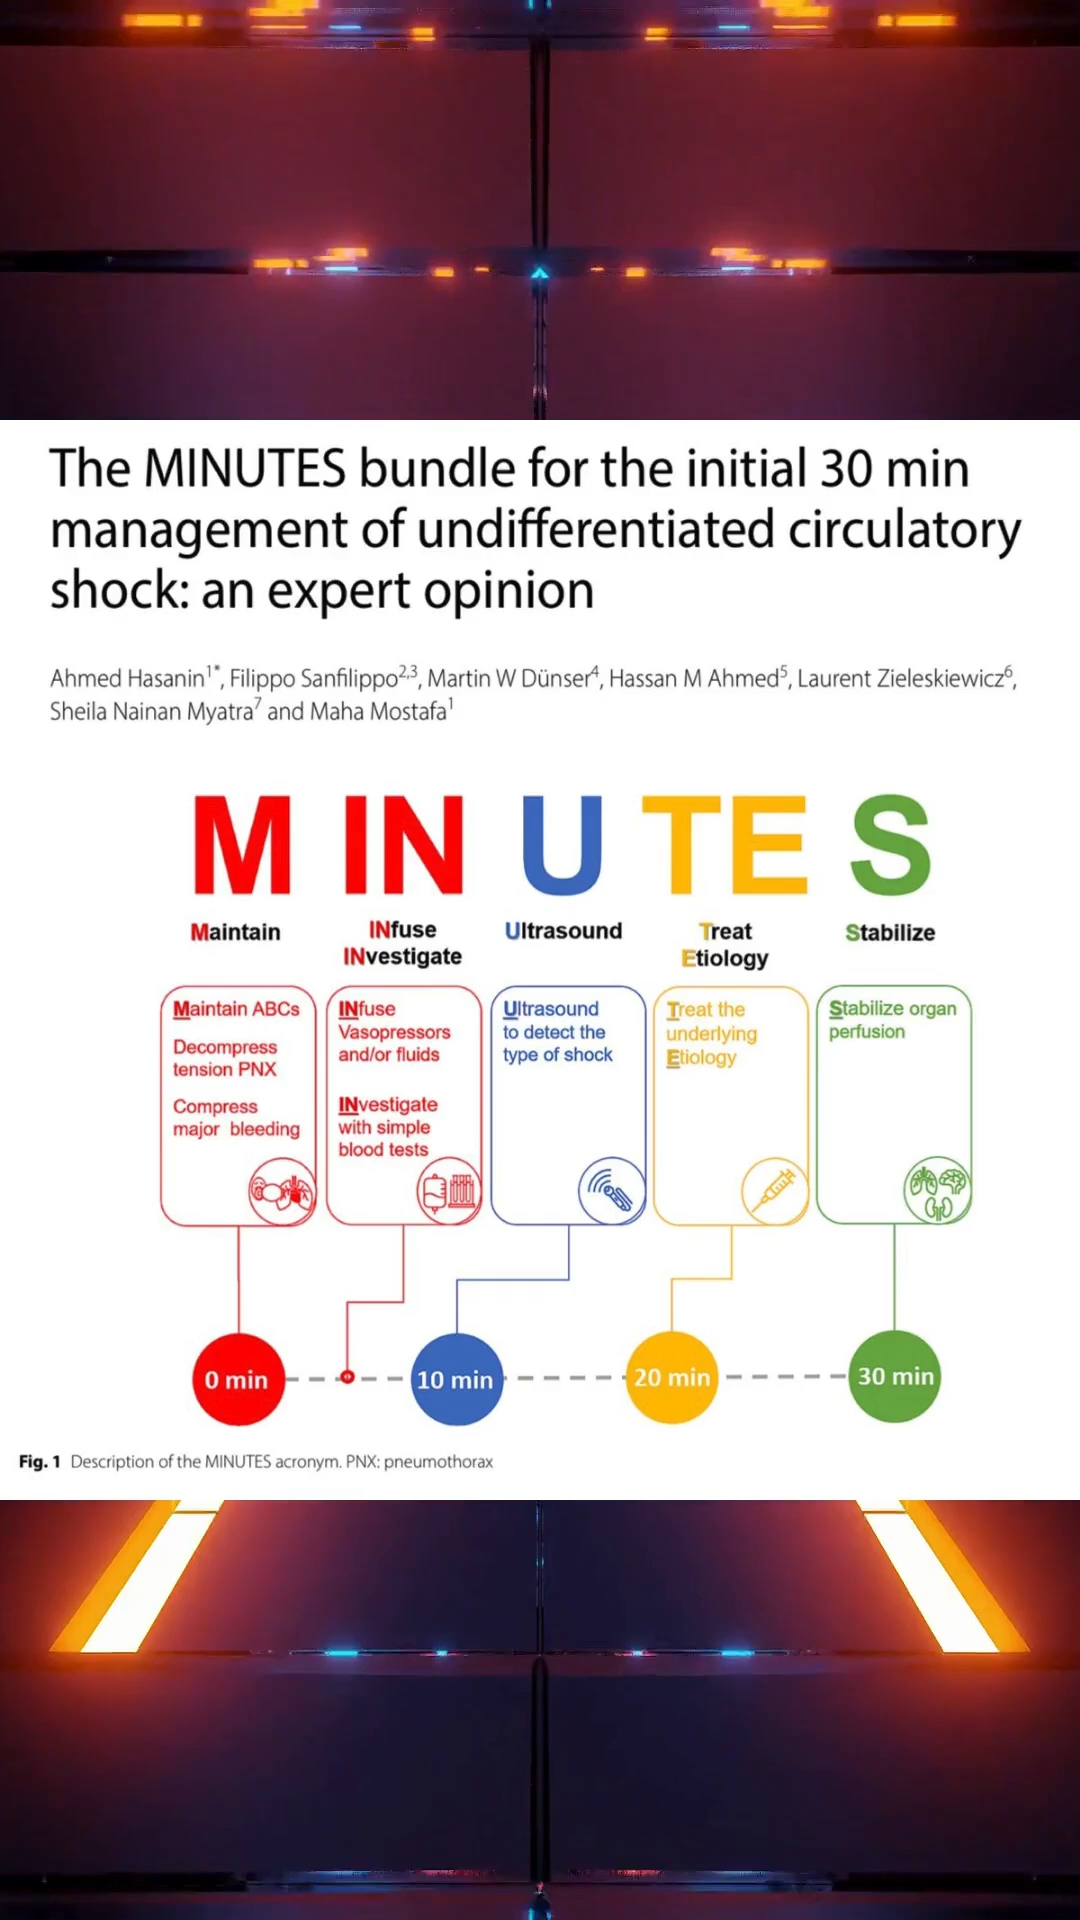 The MINUTES bundle for the initial 30 min
management of undifferentiated circulatory
shock: an expert opinion
Ahmed Hasanin1*, Filippo Sanfilippo2,3, Martin W Dünser4, Hassan M Ahmed5, Laurent Zieleskiewicz6,
Sheila Nainan Myatra7 and Maha Mostafa1
M IN U TE S
Maintain
INfuse
INvestigate
Ultrasound
Treat
Etiology
Stabilize
Maintain ABCs
Decompress
tension PNX
Compress
major bleeding
INfuse
Vasopressors
and/or fluids
INvestigate
with simple
blood tests
Ultrasound
to detect the
type of shock
Treat the
underlying
Etiology
Stabilize organ
perfusion
0 min
10 min
20 min
30 min
Fig. 1 Description of the MINUTES acronym. PNX: pneumothorax